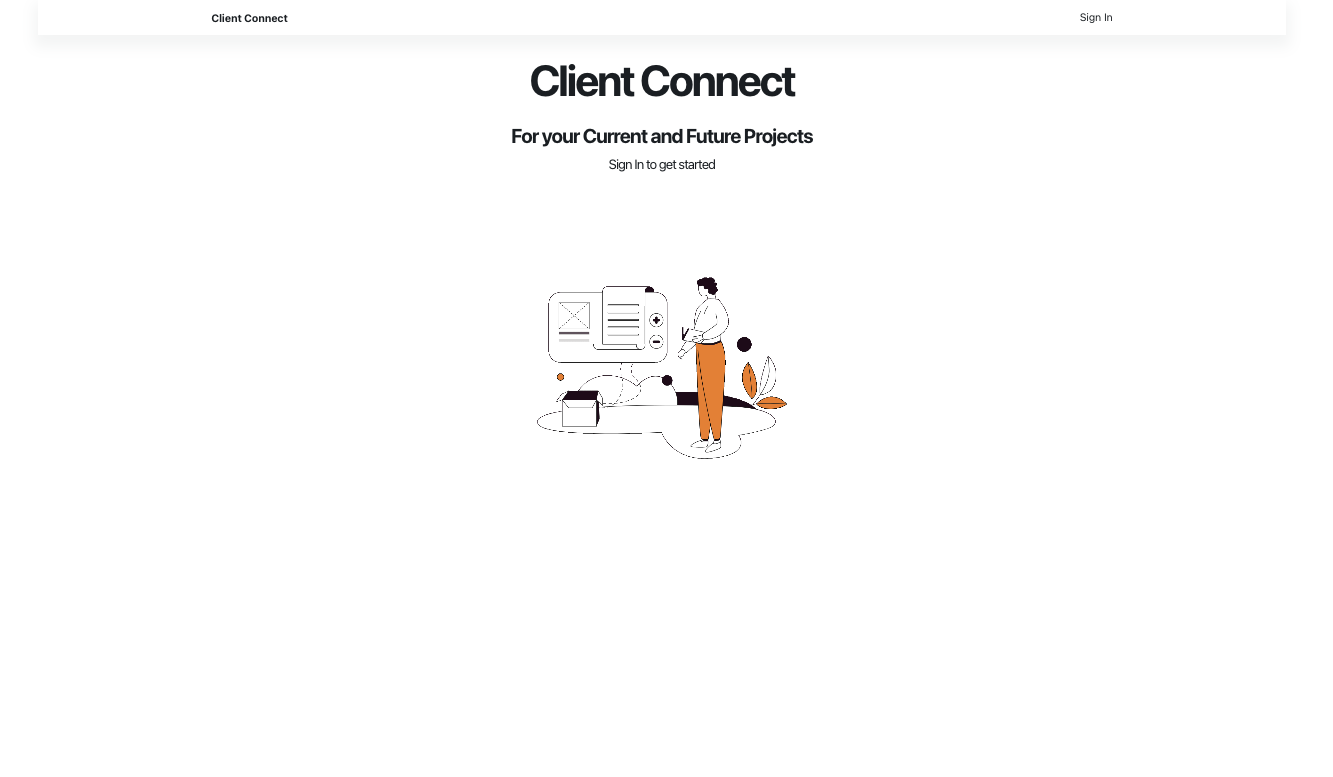 Client Connect
Sign In
Client Connect
For your Current and Future Projects
Sign In to get started